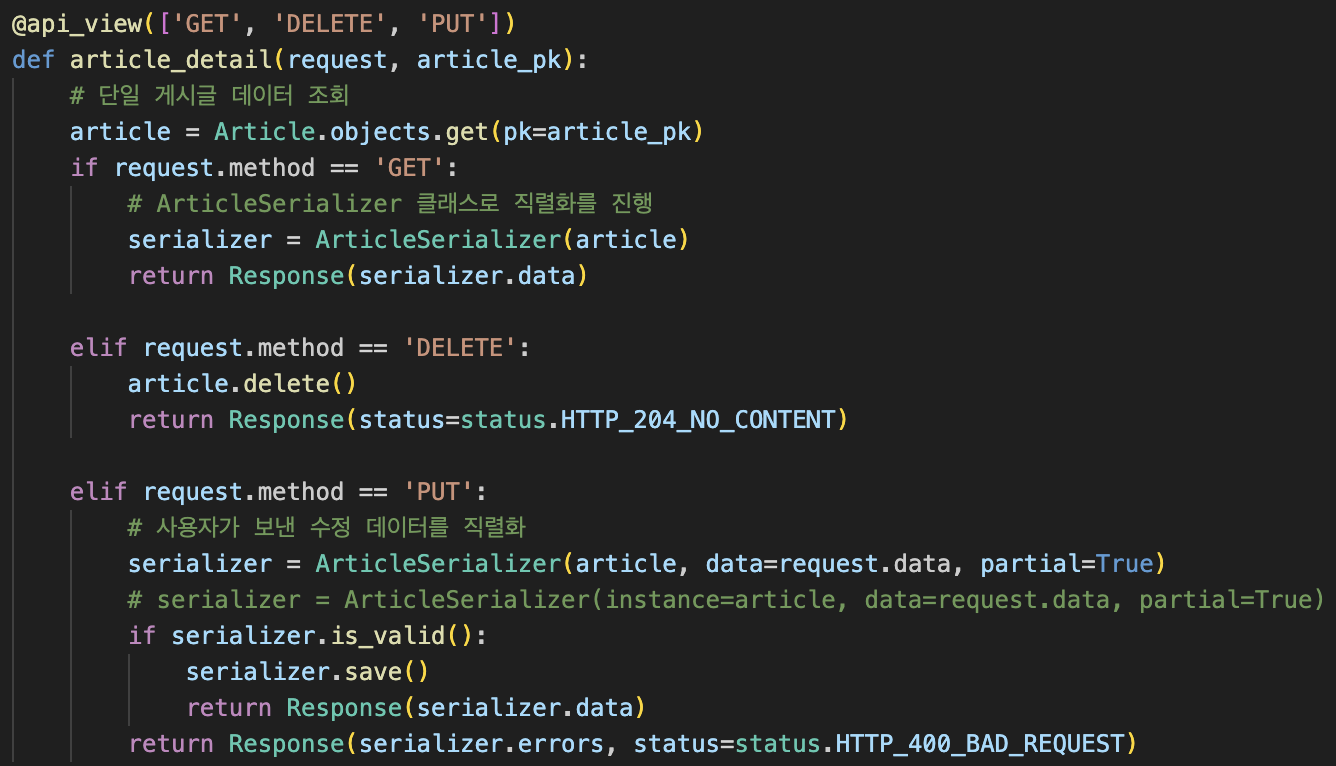 @api_view(['GET', 'DELETE', 'PUT'])
def article_detail(request, article_pk):
    # 단일 게시글 데이터 조회
    article = Article.objects.get(pk=article_pk)
    if request.method == 'GET':
        # ArticleSerializer 클래스로 직렬화를 진행
        serializer = ArticleSerializer(article)
        return Response(serializer.data)

    elif request.method == 'DELETE':
        article.delete()
        return Response(status=status.HTTP_204_NO_CONTENT)

    elif request.method == 'PUT':
        # 사용자가 보낸 수정 데이터를 직렬화
        serializer = ArticleSerializer(article, data=request.data, partial=True)
        # serializer = ArticleSerializer(instance=article, data=request.data, partial=True)
        if serializer.is_valid():
            serializer.save()
            return Response(serializer.data)
        return Response(serializer.errors, status=status.HTTP_400_BAD_REQUEST)